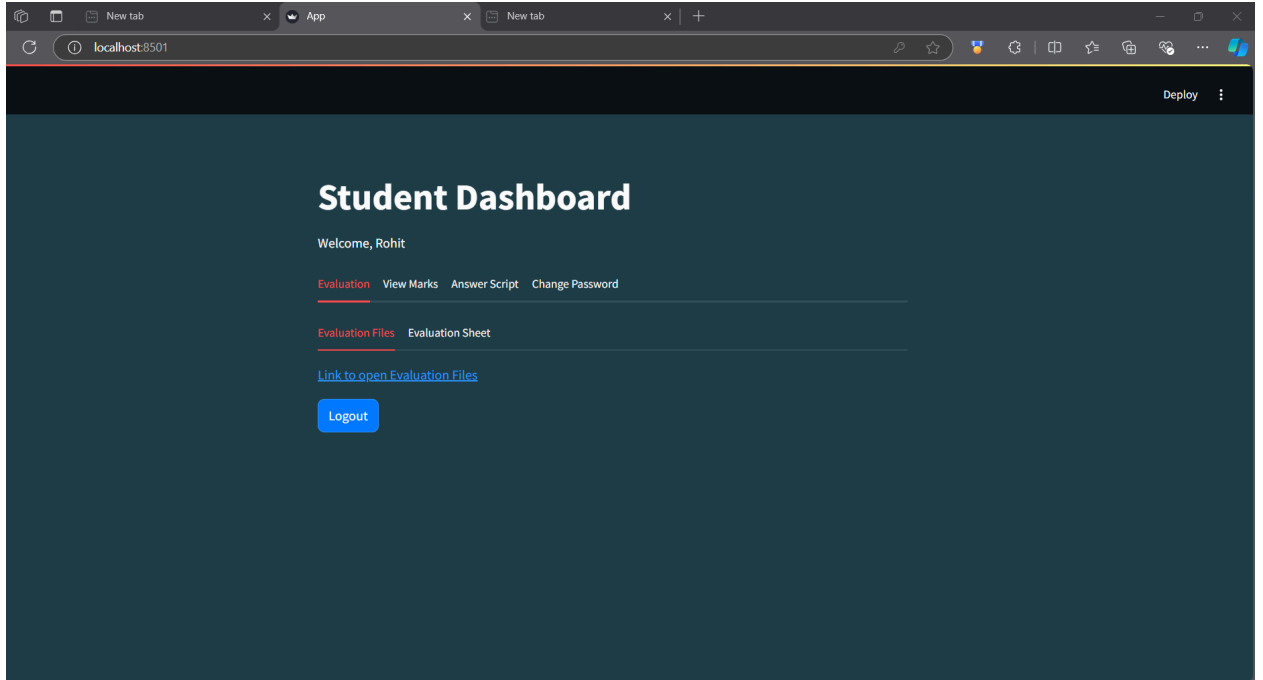 New tab App New tab
localhost:8501
Deploy
Student Dashboard
Welcome, Rohit
Evaluation View Marks Answer Script Change Password
Evaluation Files Evaluation Sheet
Link to open Evaluation Files
Logout